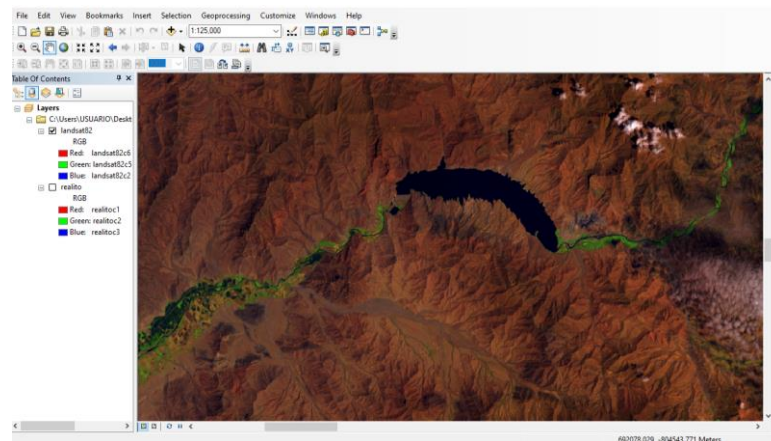 File Edit View Bookmarks Insert Selection Geoprocessing Customize Windows Help
1:125,000
Table Of Contents
Layers
C:\Users\USUARIO\Deskt
landsat82
RGB
Red: landsat82c6
Green: landsat82c5
Blue: landsat82c2
realito
RGB
Red: realitoc1
Green: realitoc2
Blue: realitoc3
692078.029 -804543.771 Meters